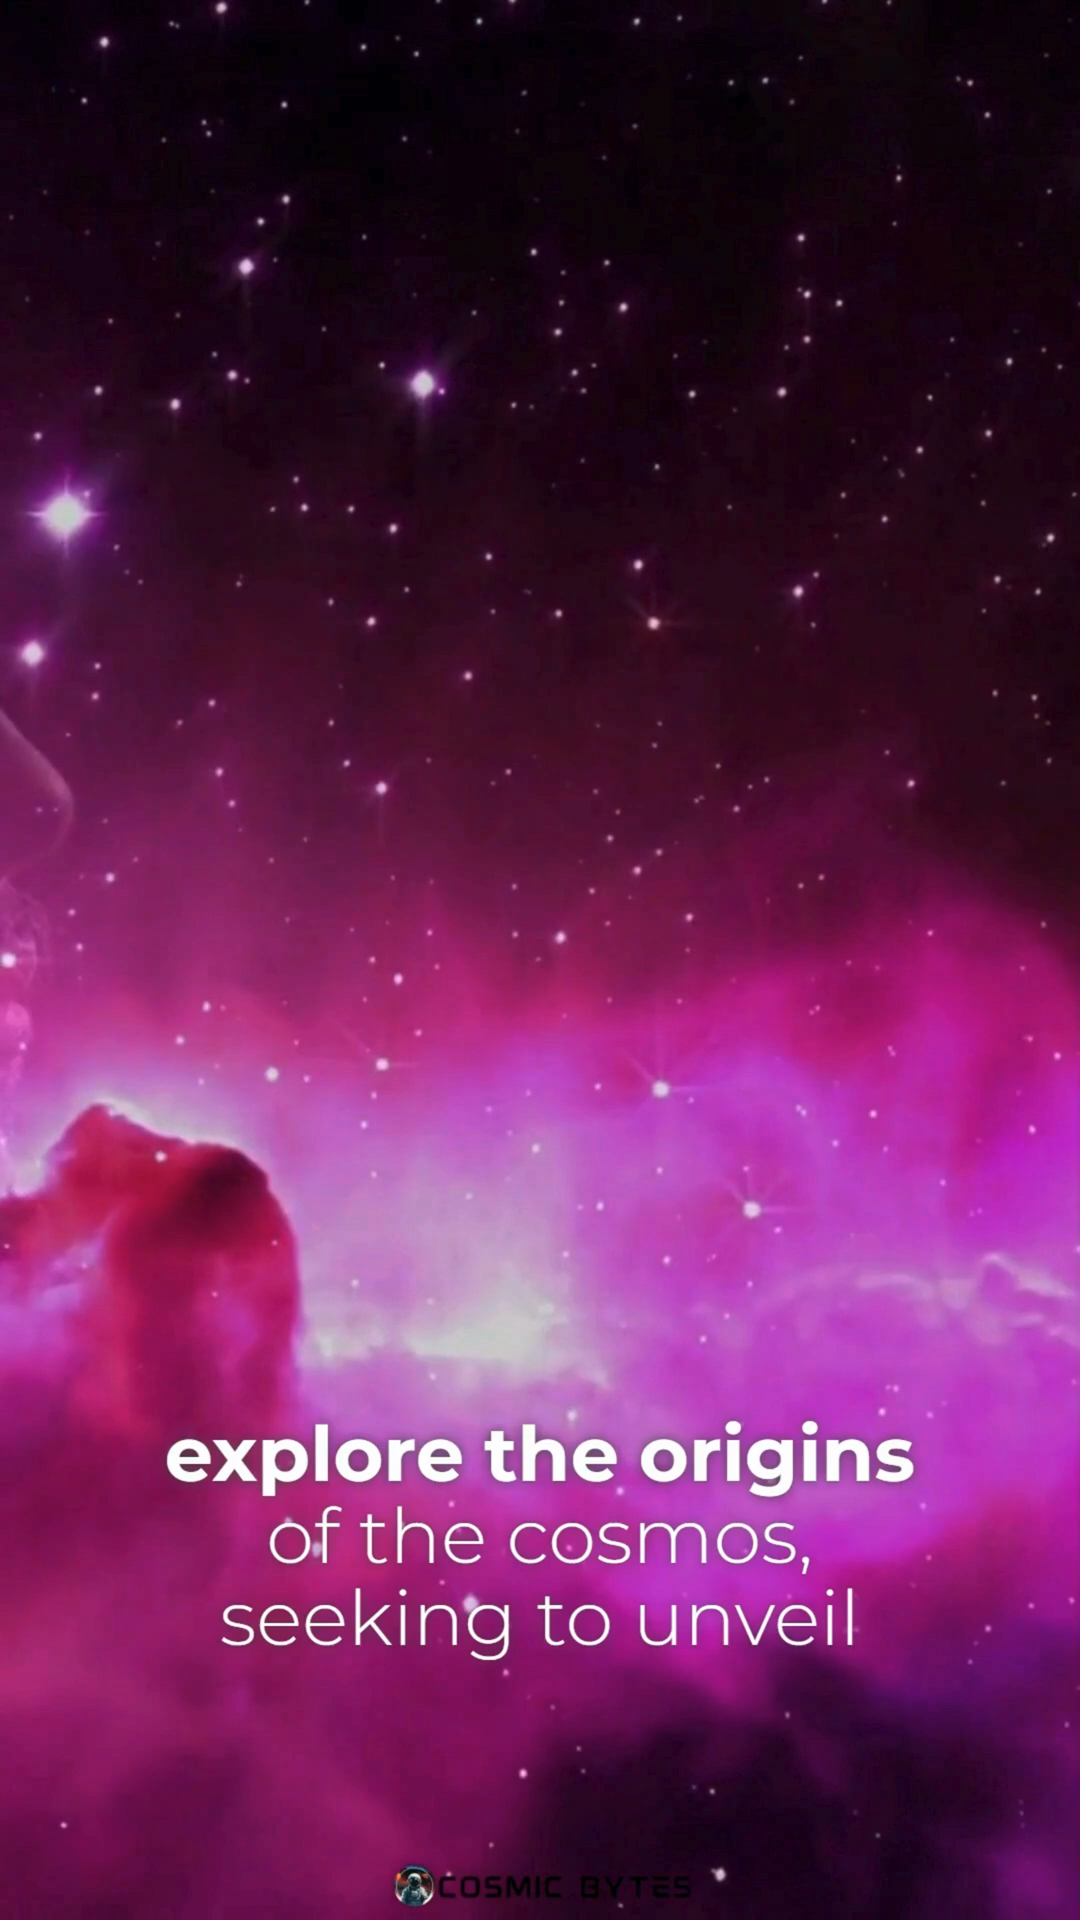 explore the origins
of the cosmos,
seeking to unveil
COSMIC BYTES